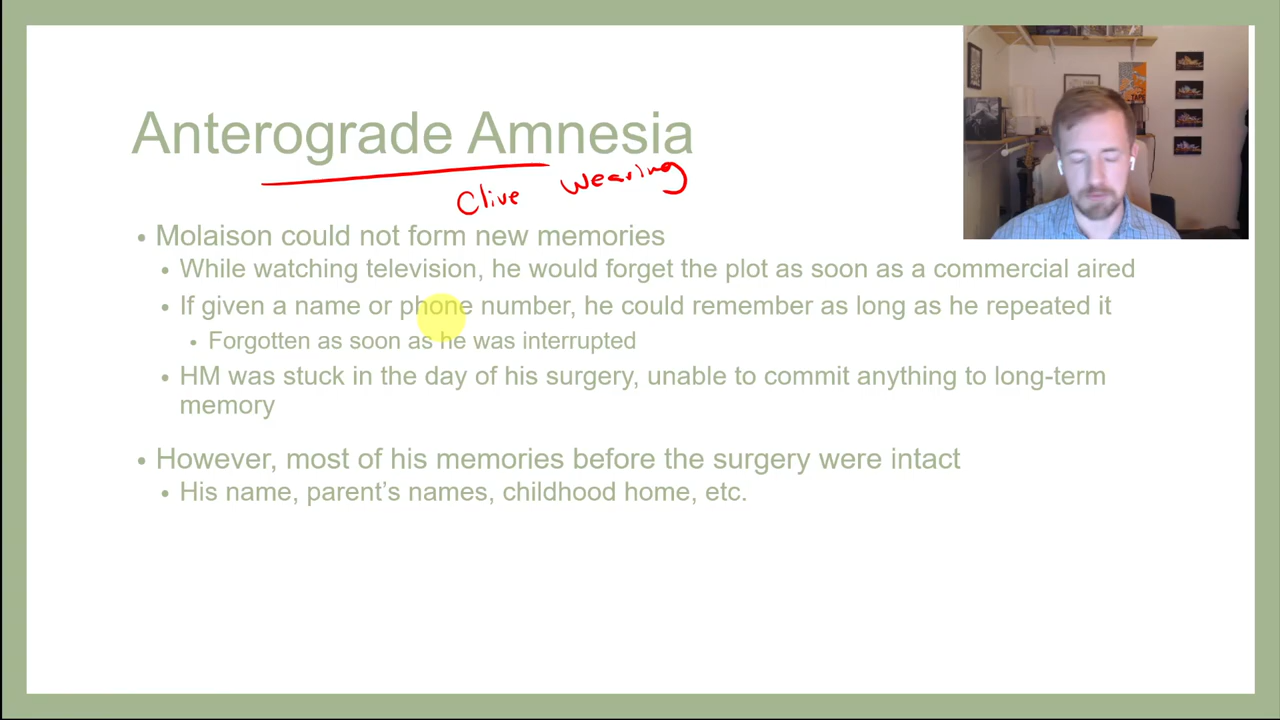 Anterograde Amnesia
Clive Wearing
• Molaison could not form new memories
• While watching television, he would forget the plot as soon as a commercial aired
• If given a name or phone number, he could remember as long as he repeated it
• Forgotten as soon as he was interrupted
• HM was stuck in the day of his surgery, unable to commit anything to long-term
memory
• However, most of his memories before the surgery were intact
• His name, parent’s names, childhood home, etc.